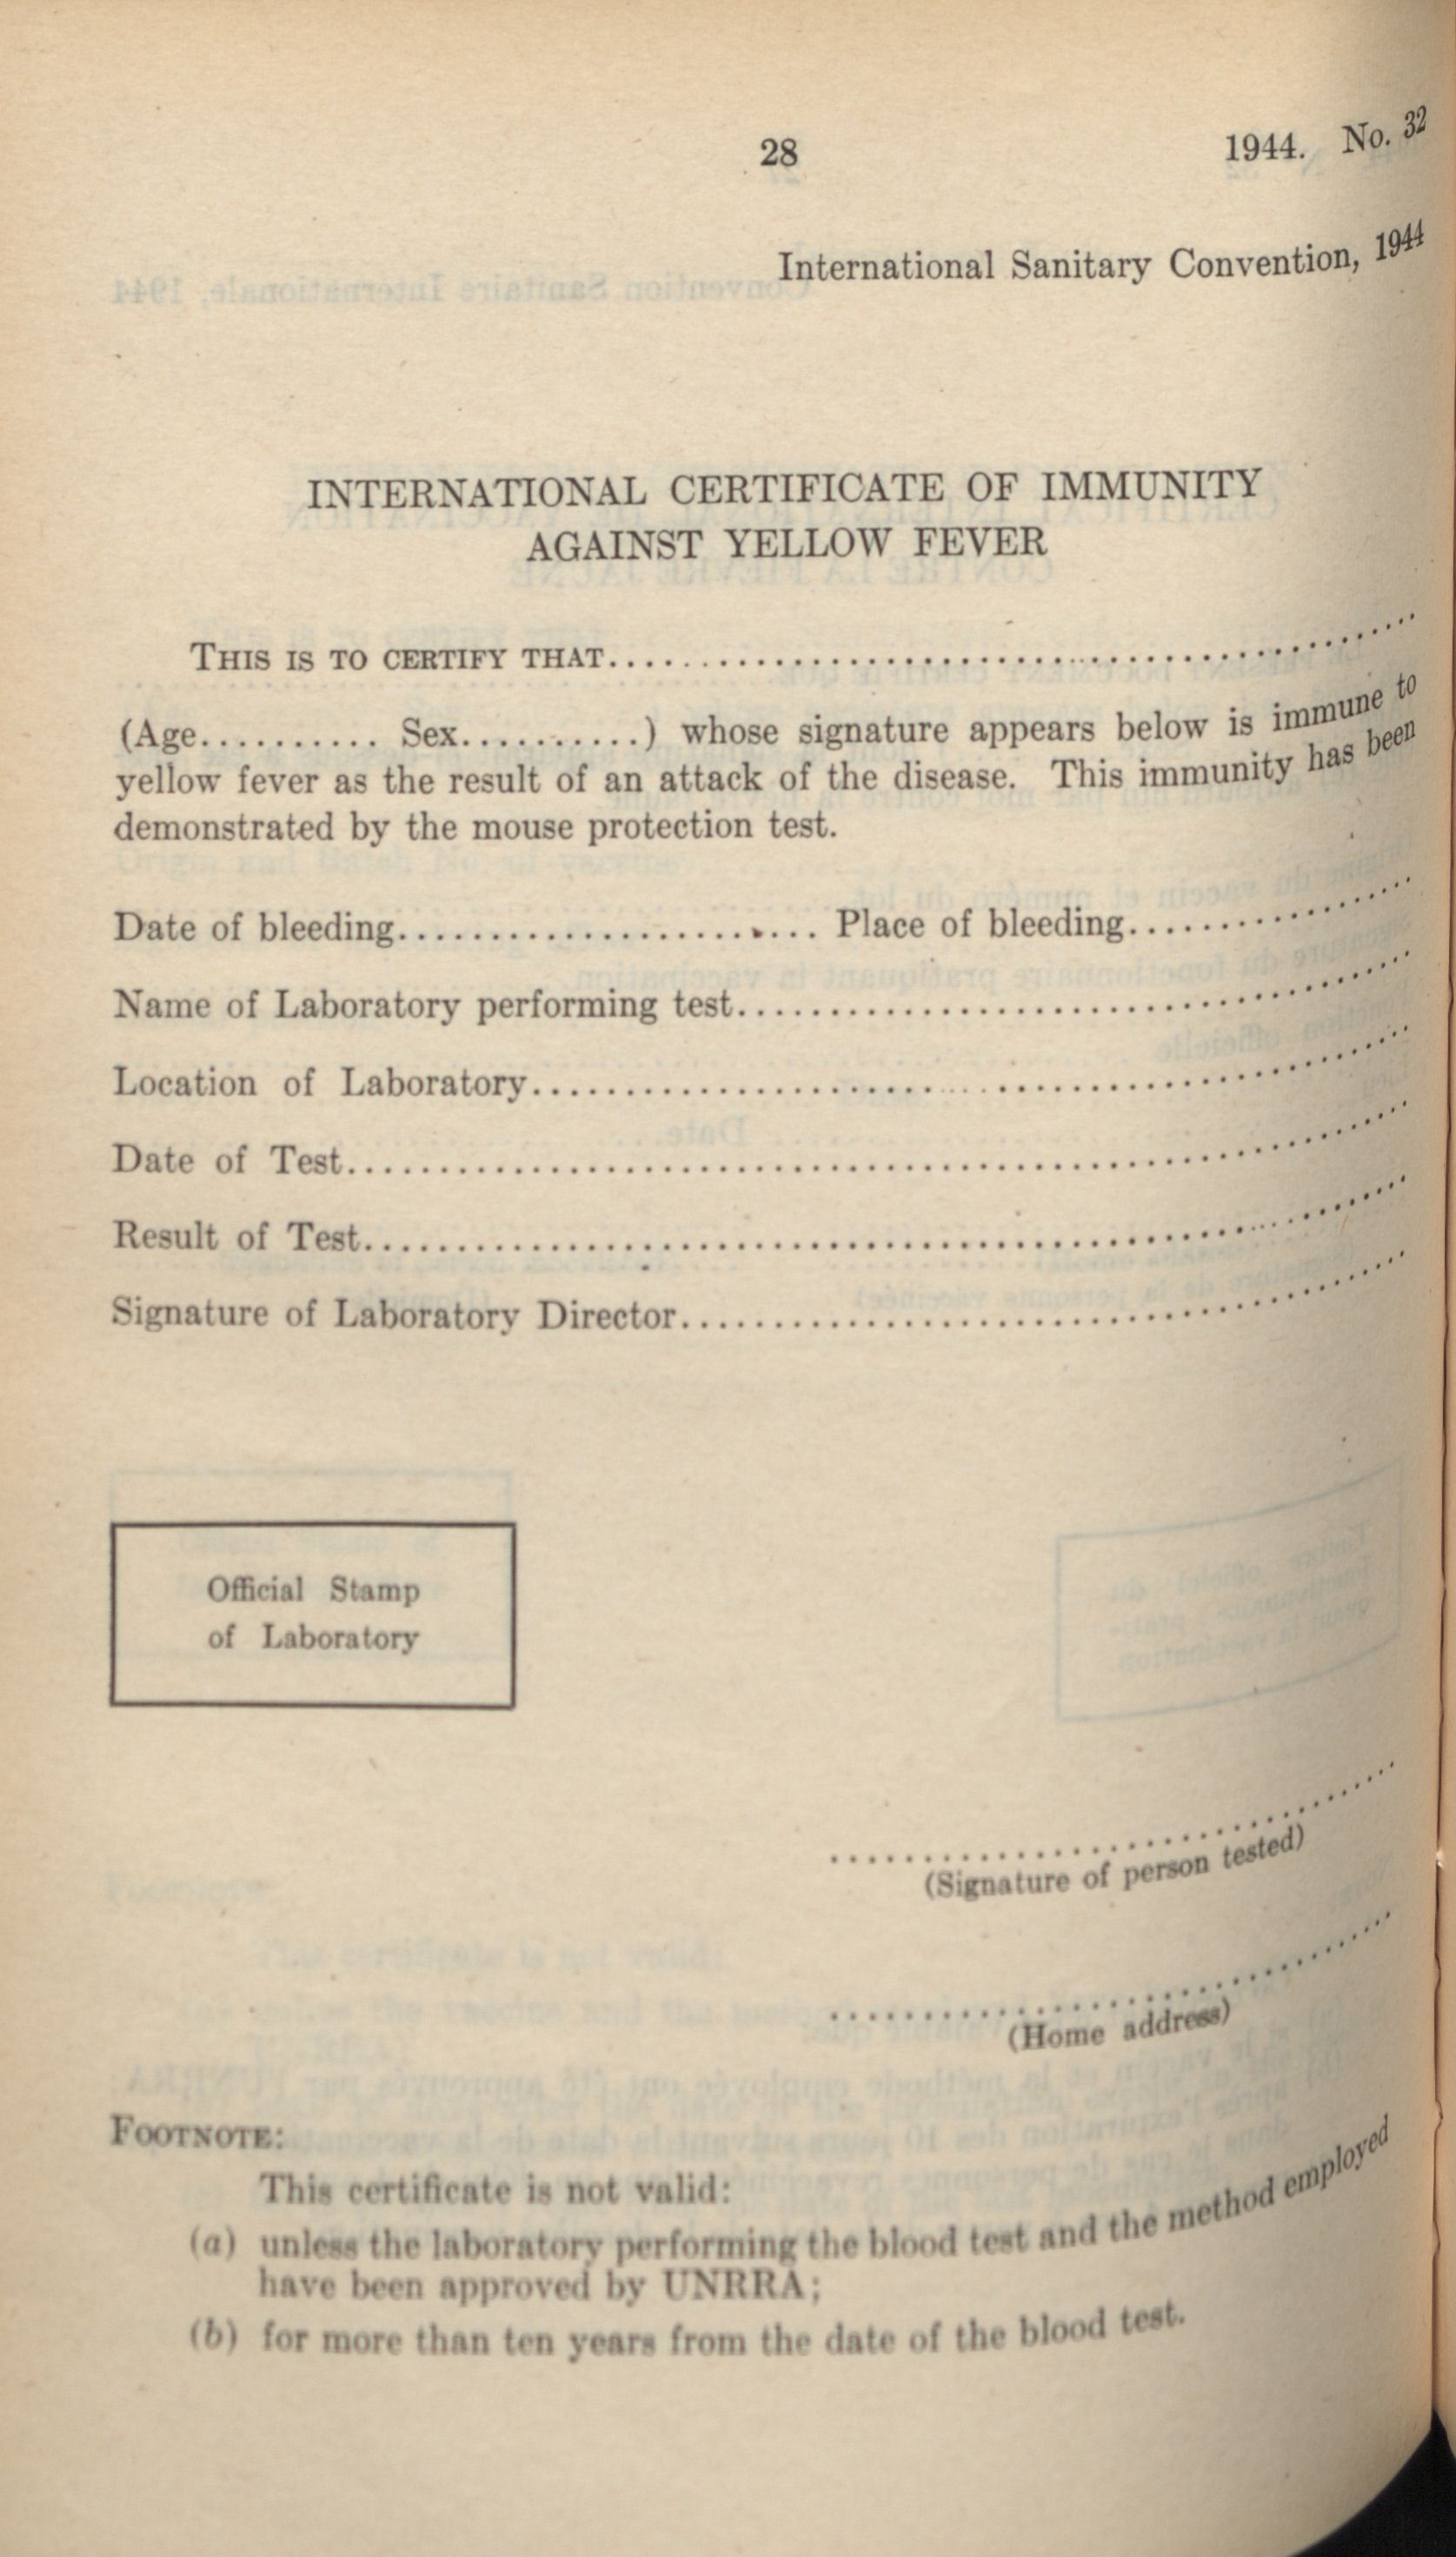 28
1944. No. 32
International Sanitary Convention, 1944
INTERNATIONAL CERTIFICATE OF IMMUNITY
AGAINST YELLOW FEVER
THIS IS TO CERTIFY THAT........................................................
(Age.......... Sex..........) whose signature appears below is immune to
yellow fever as the result of an attack of the disease. This immunity has been
demonstrated by the mouse protection test.
Date of bleeding....................... Place of bleeding..................
Name of Laboratory performing test........................................
Location of Laboratory....................................................
Date of Test..............................................................
Result of Test............................................................
Signature of Laboratory Director..........................................
Official Stamp
of Laboratory
....................................
(Signature of person tested)
....................................
(Home address)
FOOTNOTE:
This certificate is not valid:
(a) unless the laboratory performing the blood test and the method employed
have been approved by UNRRA;
(b) for more than ten years from the date of the blood test.